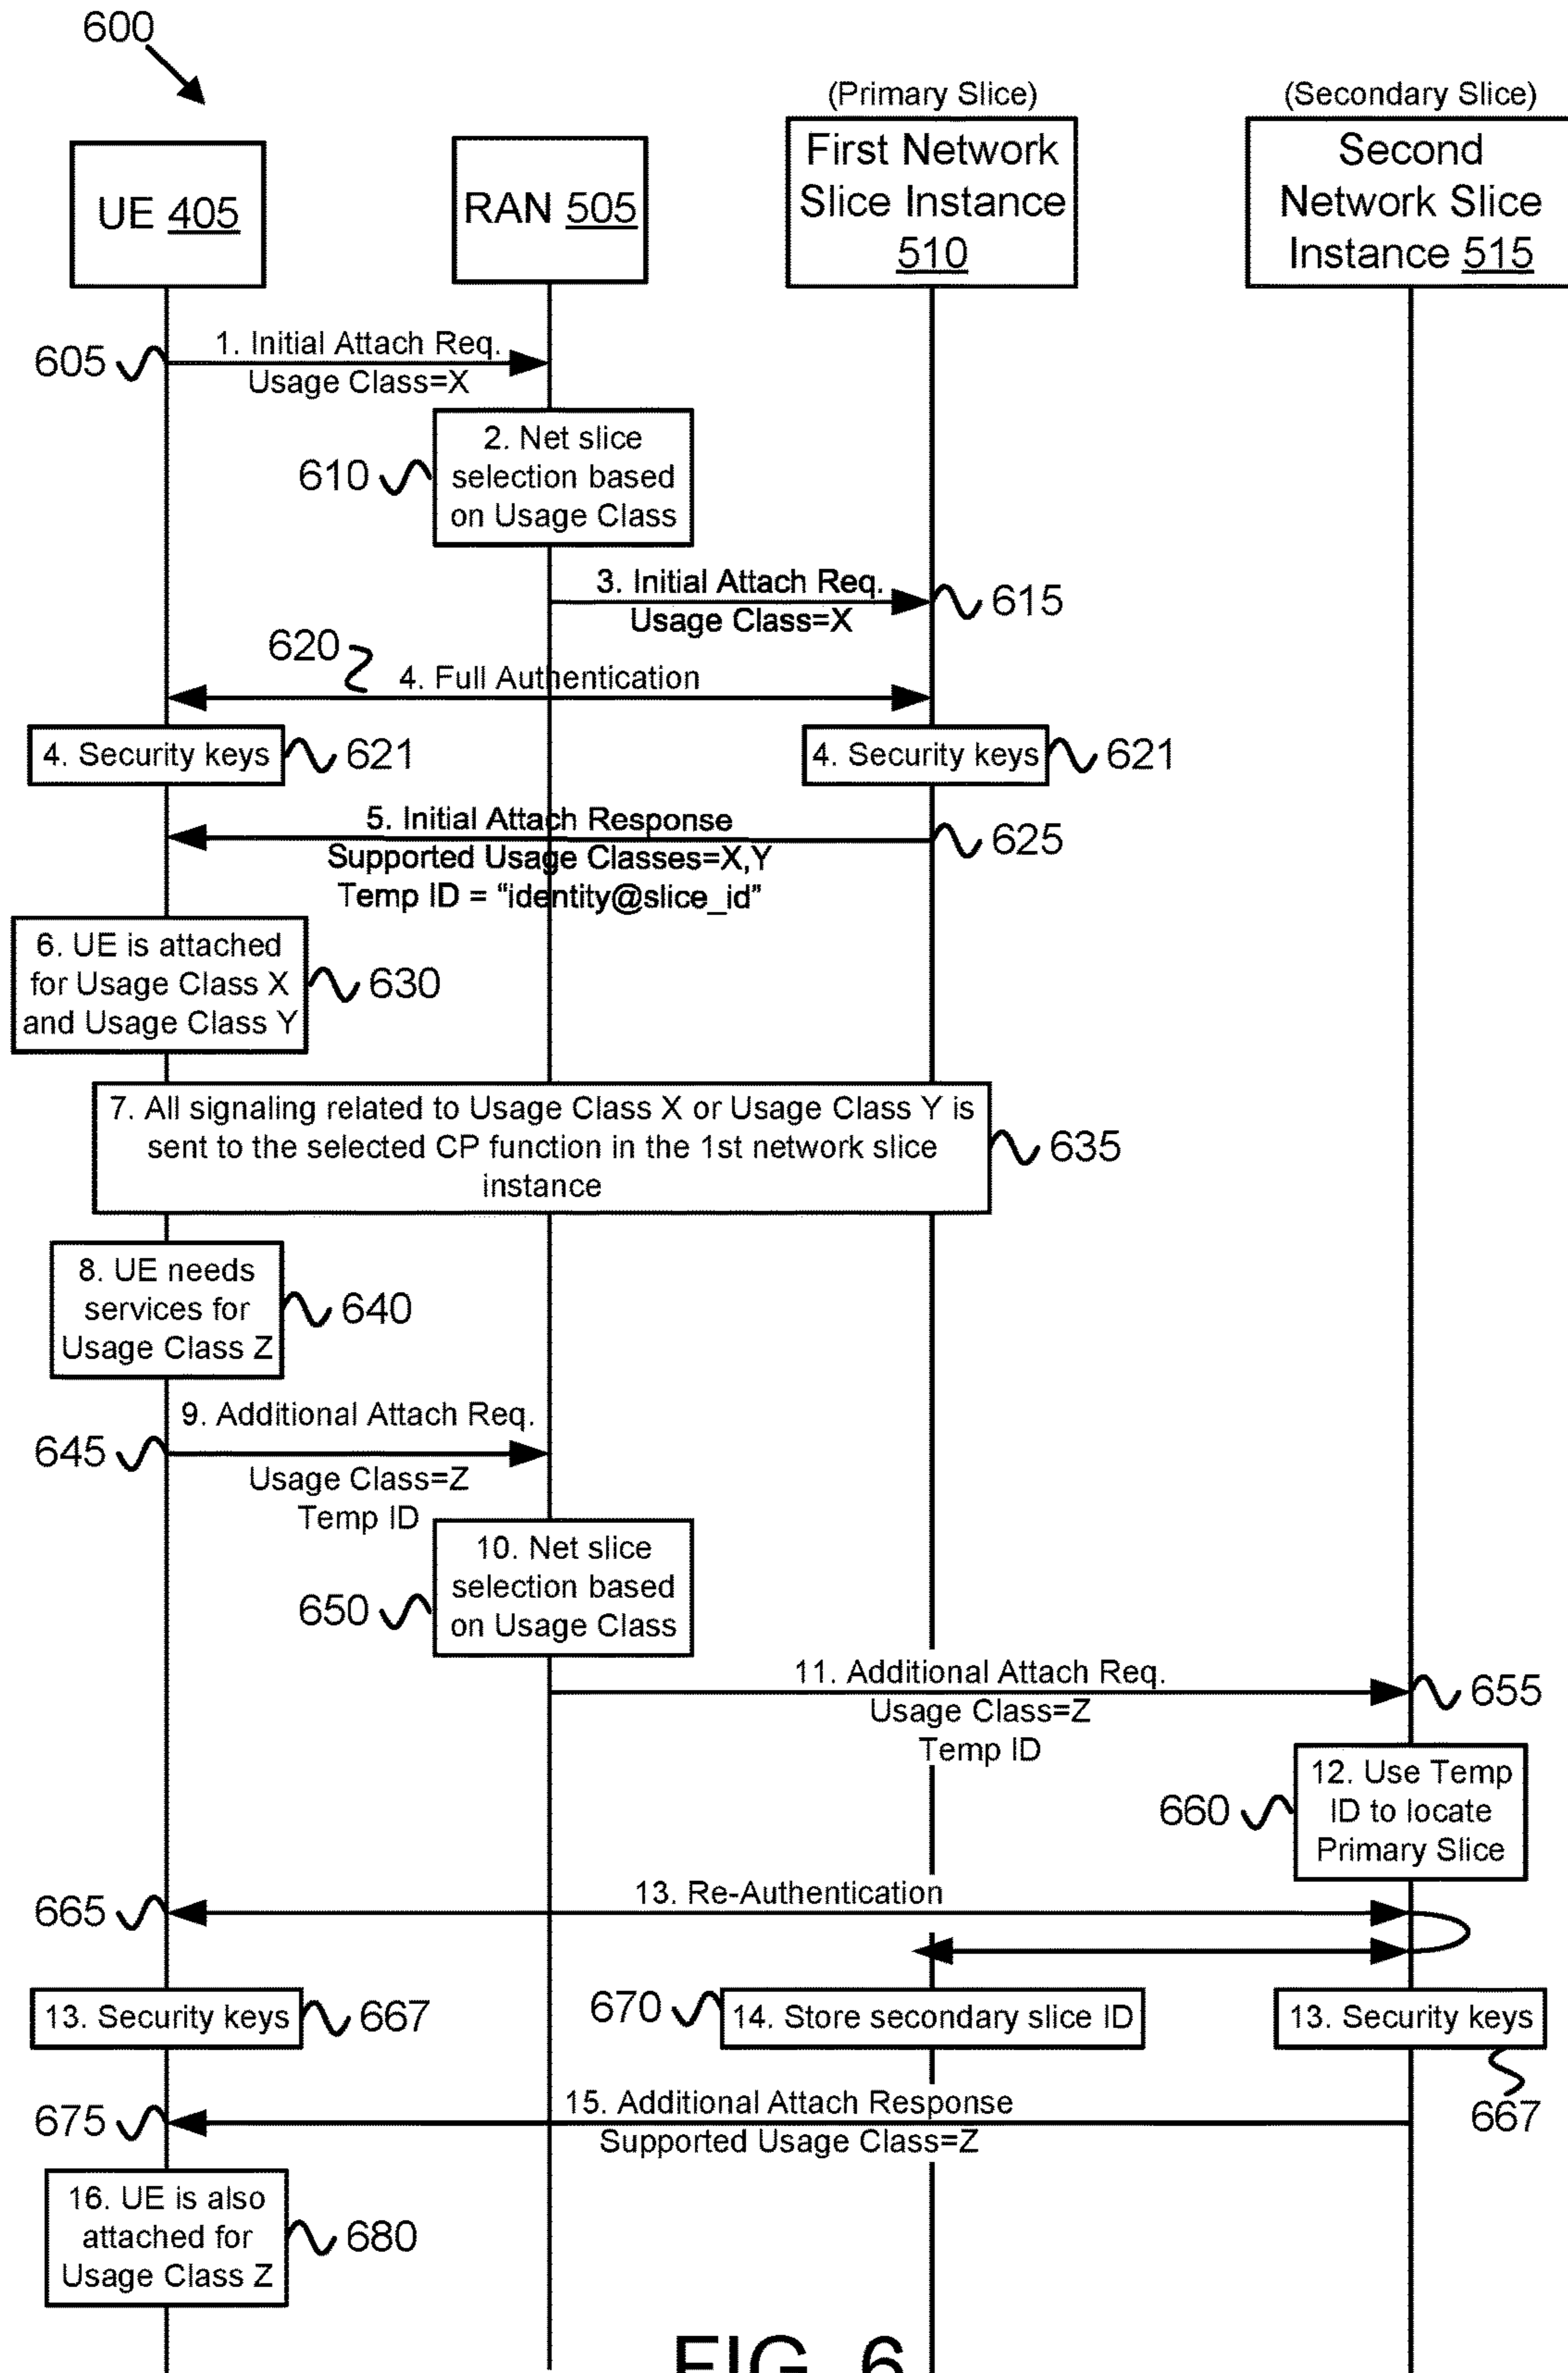 600
(Primary Slice)
(Secondary Slice)
UE 405
RAN 505
First Network
Slice Instance
510
Second
Network Slice
Instance 515
1. Initial Attach Req.
605
Usage Class=X
2. Net slice
selection based
on Usage Class
610
3. Initial Attach Req.
615
Usage Class=X
620
4. Full Authentication
4. Security keys
621
4. Security keys
621
5. Initial Attach Response
625
Supported Usage Classes=X,Y
Temp ID = “identity@slice_id”
6. UE is attached
for Usage Class X
and Usage Class Y
630
7. All signaling related to Usage Class X or Usage Class Y is
sent to the selected CP function in the 1st network slice
instance
635
8. UE needs
services for
Usage Class Z
640
9. Additional Attach Req.
645
Usage Class=Z
Temp ID
10. Net slice
selection based
on Usage Class
650
11. Additional Attach Req.
655
Usage Class=Z
Temp ID
12. Use Temp
ID to locate
Primary Slice
660
13. Re-Authentication
665
13. Security keys
667
670
14. Store secondary slice ID
13. Security keys
667
15. Additional Attach Response
675
Supported Usage Class=Z
16. UE is also
attached for
Usage Class Z
680
FIG. 6